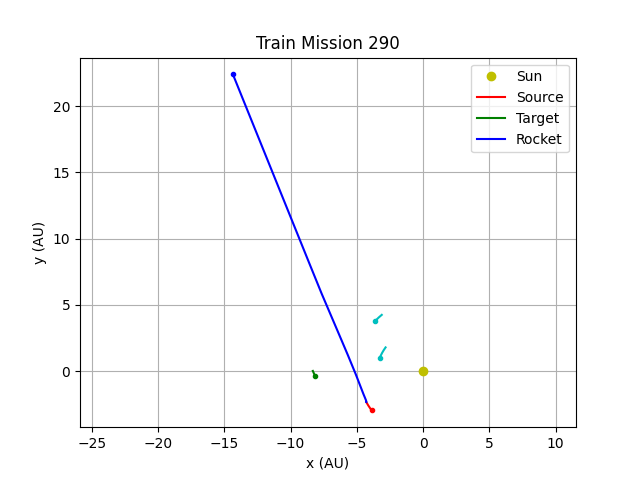 Train Mission 290
Sun
Source
Target
Rocket
y (AU)
20
15
10
5
0
−25
−20
−15
−10
−5
0
5
10
x (AU)